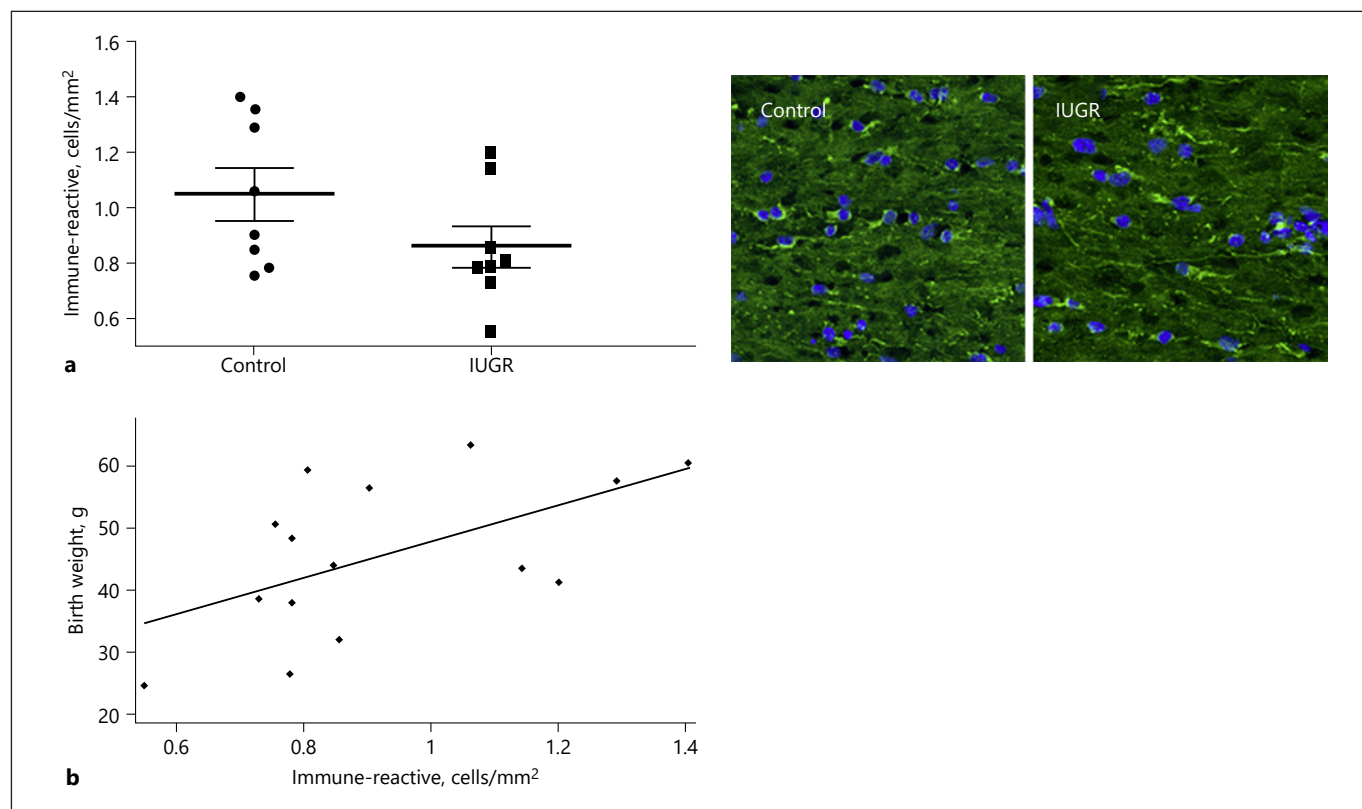 1.6
1.4
1.2
1.0
0.8
0.6
Immune-reactive, cells/mm²
Control
IUGR
a
Control
IUGR
60
50
40
30
20
Birth weight, g
0.6
0.8
1
1.2
1.4
Immune-reactive, cells/mm²
b